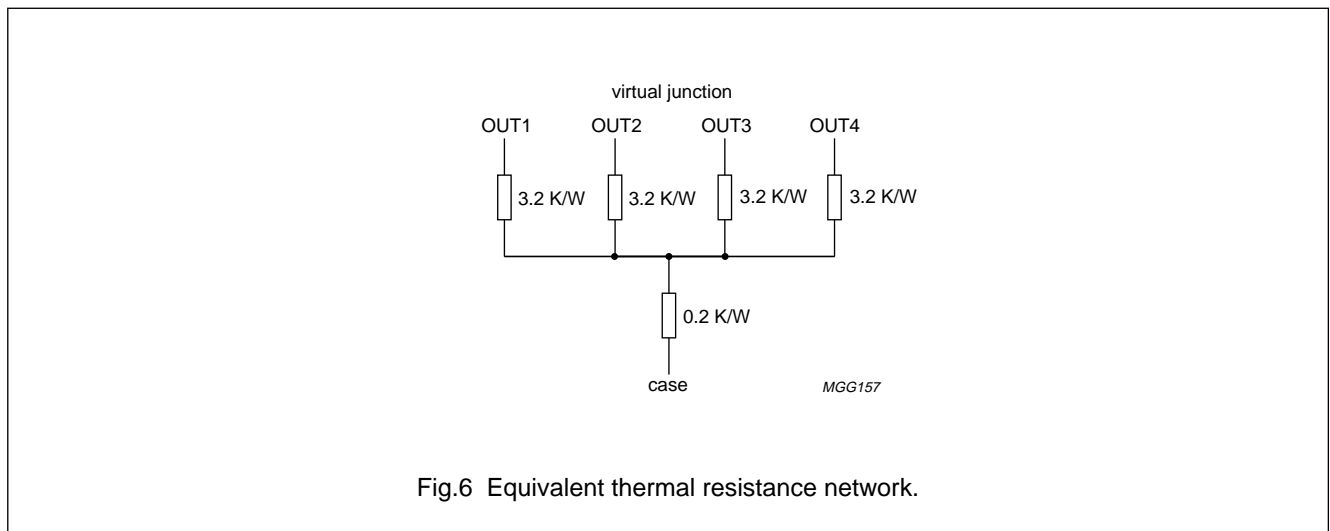 virtual junction
OUT1 OUT2 OUT3 OUT4
3.2 K/W 3.2 K/W 3.2 K/W 3.2 K/W
0.2 K/W
case
MGG157
Fig.6 Equivalent thermal resistance network.